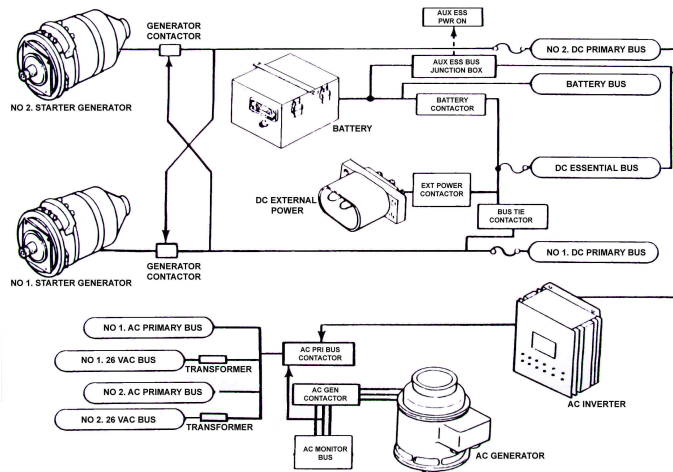 AUX ESS
PWR ON
GENERATOR
CONTACTOR
NO 2. DC PRIMARY BUS
AUX ESS BUS
JUNCTION BOX
BATTERY BUS
NO 2. STARTER GENERATOR
BATTERY
BATTERY
CONTACTOR
DC ESSENTIAL BUS
EXT POWER
CONTACTOR
DC EXTERNAL
POWER
BUS TIE
CONTACTOR
NO 1. DC PRIMARY BUS
GENERATOR
CONTACTOR
NO 1. STARTER GENERATOR
NO 1. AC PRIMARY BUS
AC PRI BUS
CONTACTOR
NO 1. 26 VAC BUS
TRANSFORMER
NO 2. AC PRIMARY BUS
AC GEN
CONTACTOR
AC INVERTER
NO 2. 26 VAC BUS
TRANSFORMER
AC MONITOR
BUS
AC GENERATOR